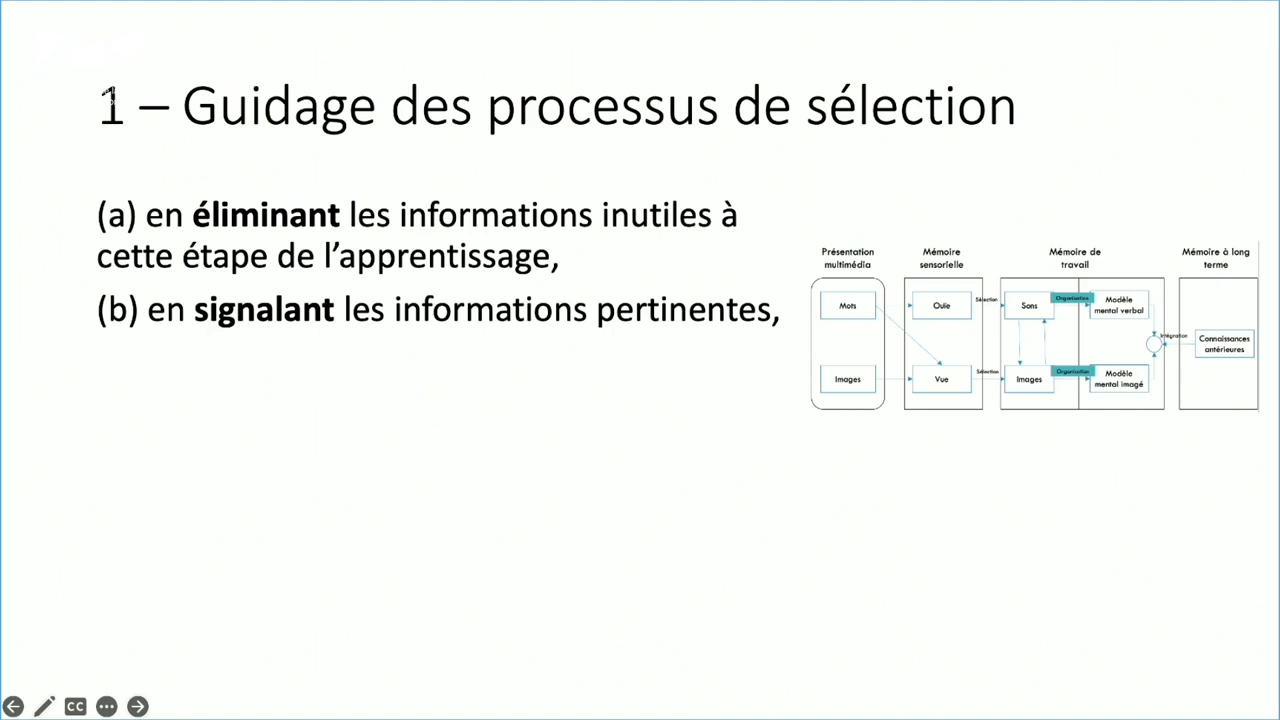 1 – Guidage des processus de sélection
(a) en éliminant les informations inutiles à
cette étape de l’apprentissage,
(b) en signalant les informations pertinentes,
Présentation
multimédia
Mémoire
sensorielle
Mémoire de
travail
Mémoire à long
terme
Mots
Ouïe
Sélection
Sons
Organisation
Modèle
mental verbal
Intégration
Connaissances
antérieures
Images
Vue
Sélection
Images
Organisation
Modèle
mental imagé
CC